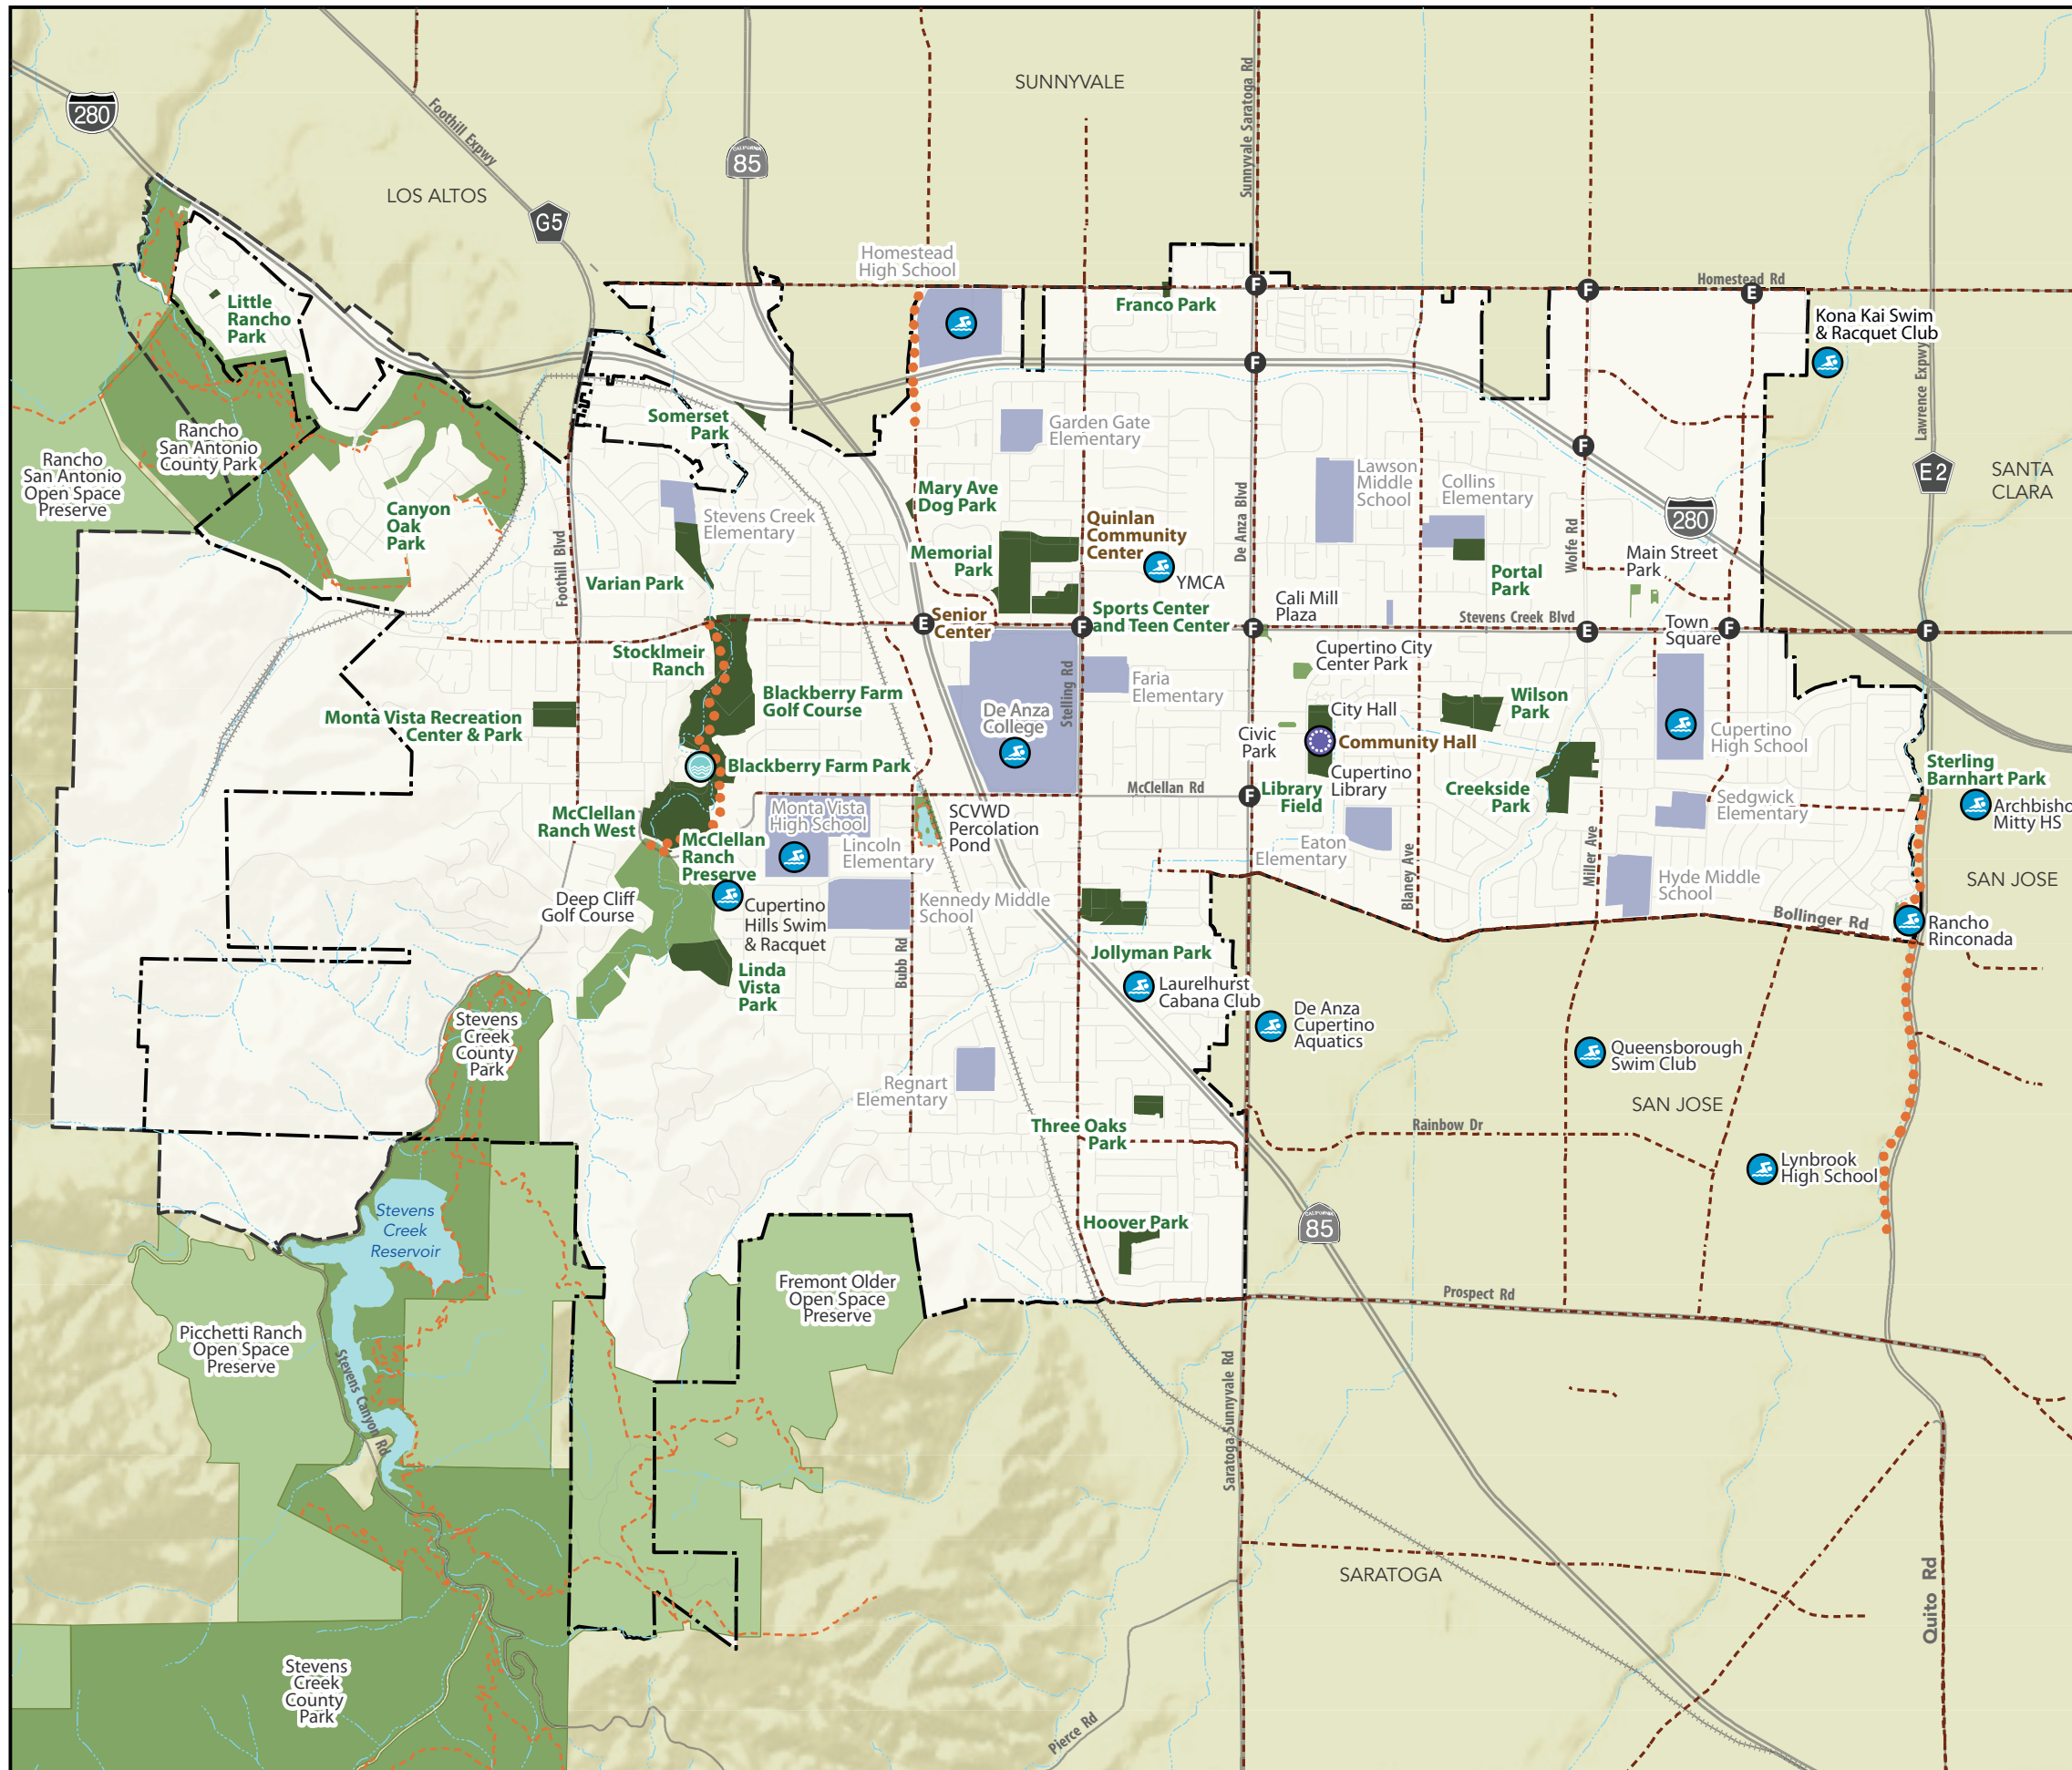 SUNNYVALE
Sunnyvale Saratoga Rd
280
Foothill Expwy
CALIFORNIA
85
LOS ALTOS
G5
Homestead
High School
Homestead Rd
F
F
E
Little
Rancho
Park
Franco Park
Kona Kai Swim
& Racquet Club
F
Lawrence Expwy
Somerset
Park
Garden Gate
Elementary
Rancho
San Antonio
County Park
F
Rancho
San Antonio
Open Space
Preserve
Lawson
Middle
School
Collins
Elementary
E2
SANTA
CLARA
Mary Ave
Dog Park
De Anza Blvd
Canyon
Oak
Park
Stevens Creek
Elementary
Quinlan
Community
Center
280
Foothill Blvd
Memorial
Park
Wolfe Rd
Main Street
Park
Varian Park
YMCA
Portal
Park
Cali Mill
Plaza
Senior
Center
E
F
Sports Center
and Teen Center
F
Stevens Creek Blvd
E
Town
Square
F
F
Stocklmeir
Ranch
Cupertino City
Center Park
Stelling Rd
Faria
Elementary
Blackberry Farm
Golf Course
Wilson
Park
Monta Vista Recreation
Center & Park
De Anza
College
City Hall
Civic
Park
Community Hall
Cupertino
High School
Blackberry Farm Park
Cupertino
Library
Sterling
Barnhart Park
McClellan Rd
F
Library
Field
Creekside
Park
Sedgwick
Elementary
Archbisho
Mitty HS
McClellan
Ranch West
Monta Vista
High School
SCVWD
Percolation
Pond
McClellan
Ranch
Preserve
Lincoln
Elementary
Eaton
Elementary
Blaney Ave
Miller Ave
Hyde Middle
School
SAN JOSE
Deep Cliff
Golf Course
Cupertino
Hills Swim
& Racquet
Kennedy Middle
School
Bollinger Rd
Rancho
Rinconada
Bubb Rd
Jollyman Park
Linda
Vista
Park
Laurelhurst
Cabana Club
De Anza
Cupertino
Aquatics
Stevens
Creek
County
Park
Queensborough
Swim Club
Regnart
Elementary
SAN JOSE
Three Oaks
Park
Rainbow Dr
Lynbrook
High School
Stevens
Creek
Reservoir
Hoover Park
CALIFORNIA
85
Fremont Older
Open Space
Preserve
Prospect Rd
Picchetti Ranch
Open Space
Preserve
Stevens Canyon Rd
Saratoga Sunnyvale Rd
SARATOGA
Quito Rd
Stevens
Creek
County
Park
Pierce Rd